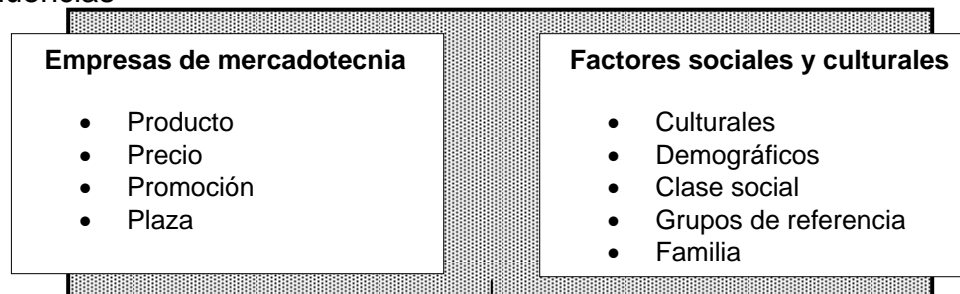 Empresas de mercadotecnia
• Producto
• Precio
• Promoción
• Plaza
Factores sociales y culturales
• Culturales
• Demográficos
• Clase social
• Grupos de referencia
• Familia